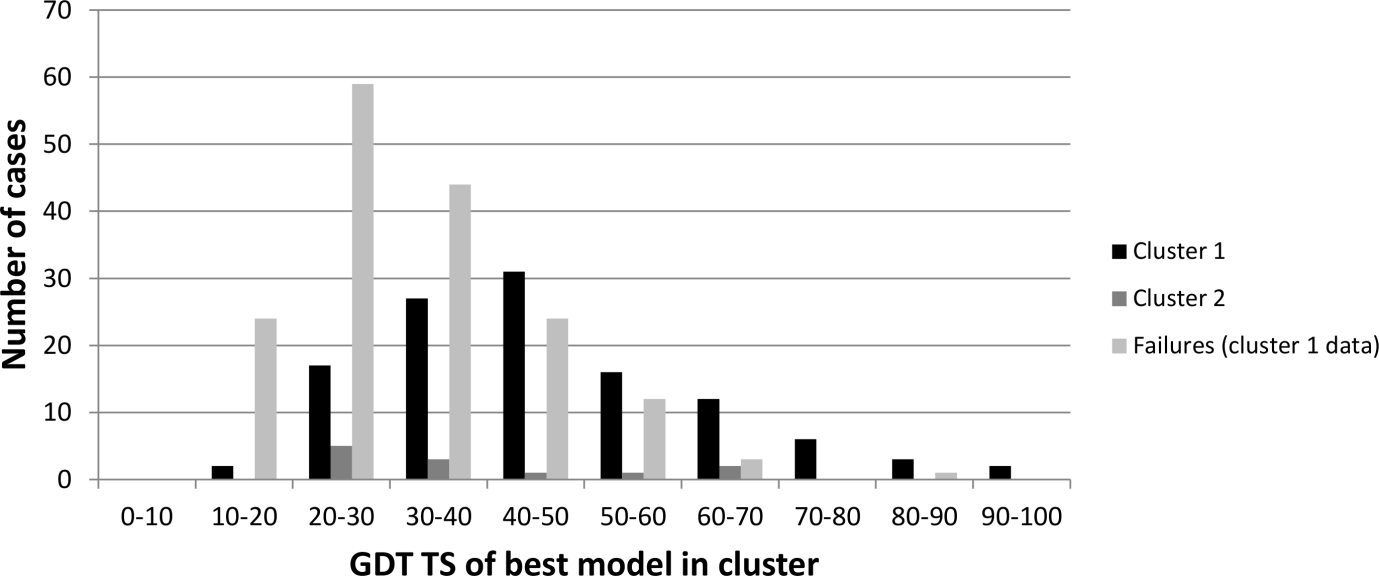 70
60
50
40
30
20
10
0
Number of cases
0-10 10-20 20-30 30-40 40-50 50-60 60-70 70-80 80-90 90-100
GDT TS of best model in cluster
Cluster 1
Cluster 2
Failures (cluster 1 data)